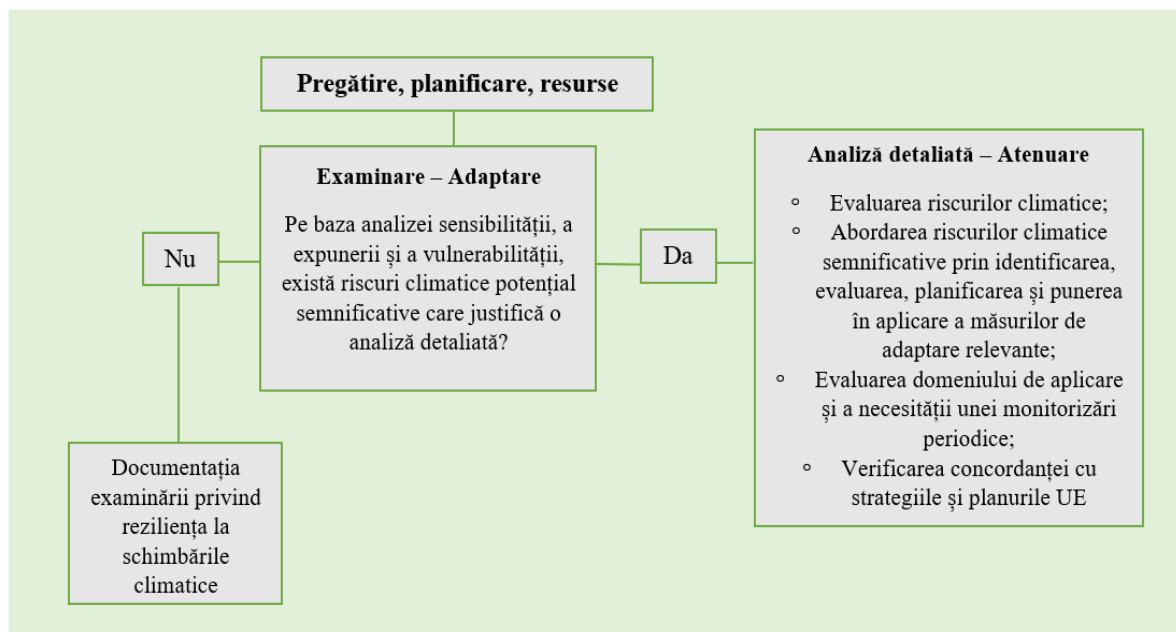 Pregătire, planificare, resurse
Examinare – Adaptare
Pe baza analizei sensibilității, a
expunerii și a vulnerabilității,
există riscuri climatice potențial
semnificative care justifică o
analiză detaliată?
Nu
Documentația
examinării privind
reziliența la
schimbările
climatice
Da
Analiză detaliată – Atenuare
° Evaluarea riscurilor climatice;
° Abordarea riscurilor climatice
semnificative prin identificarea,
evaluarea, planificarea și punerea
în aplicare a măsurilor de
adaptare relevante;
° Evaluarea domeniului de aplicare
și a necesității unei monitorizări
periodice;
° Verificarea concordanței cu
strategiile și planurile UE